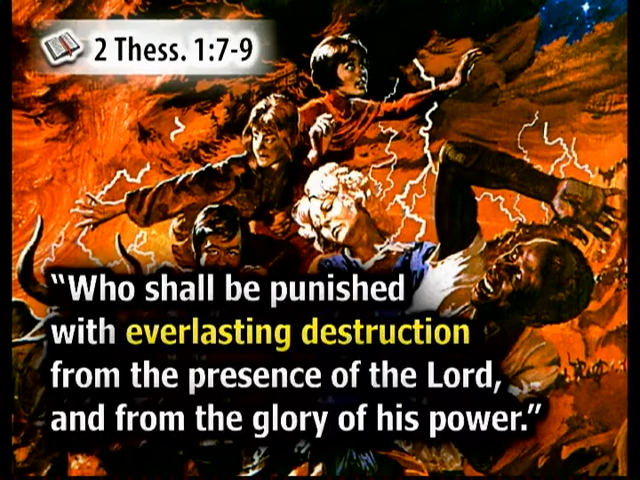 2 Thess. 1:7-9
“Who shall be punished
with everlasting destruction
from the presence of the Lord,
and from the glory of his power.”